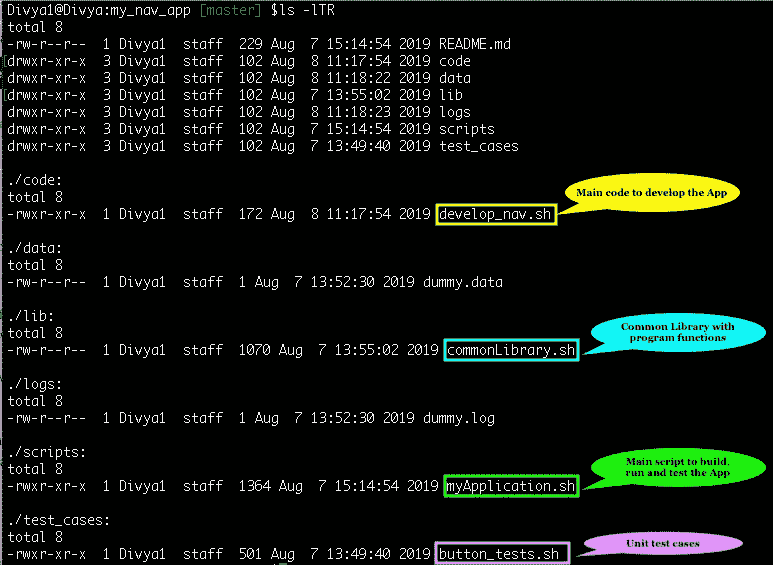 Divya1@Divya:my_nav_app [master] $ls -lTR
total 8
-rw-r--r--  1 Divya1  staff  229 Aug  7 15:14:54 2019 README.md
drwxr-xr-x  3 Divya1  staff  102 Aug  8 11:17:54 2019 code
drwxr-xr-x  3 Divya1  staff  102 Aug  8 11:18:22 2019 data
drwxr-xr-x  3 Divya1  staff  102 Aug  7 13:55:02 2019 lib
drwxr-xr-x  3 Divya1  staff  102 Aug  8 11:18:23 2019 logs
drwxr-xr-x  3 Divya1  staff  102 Aug  7 15:14:54 2019 scripts
drwxr-xr-x  3 Divya1  staff  102 Aug  7 13:49:40 2019 test_cases
./code:
total 8
-rwxr-xr-x  1 Divya1  staff  172 Aug  8 11:17:54 2019 develop_nav.sh
Main code to develop the App
./data:
total 8
-rw-r--r--  1 Divya1  staff  1 Aug  7 13:52:30 2019 dummy.data
./lib:
total 8
-rw-r--r--  1 Divya1  staff  1070 Aug  7 13:55:02 2019 commonLibrary.sh
Common Library with
program functions
./logs:
total 8
-rw-r--r--  1 Divya1  staff  1 Aug  7 13:52:30 2019 dummy.log
./scripts:
total 8
-rwxr-xr-x  1 Divya1  staff  1364 Aug  7 15:14:54 2019 myApplication.sh
Main script to build,
run and test the App
./test_cases:
total 8
-rwxr-xr-x  1 Divya1  staff  501 Aug  7 13:49:40 2019 button_tests.sh
Unit test cases